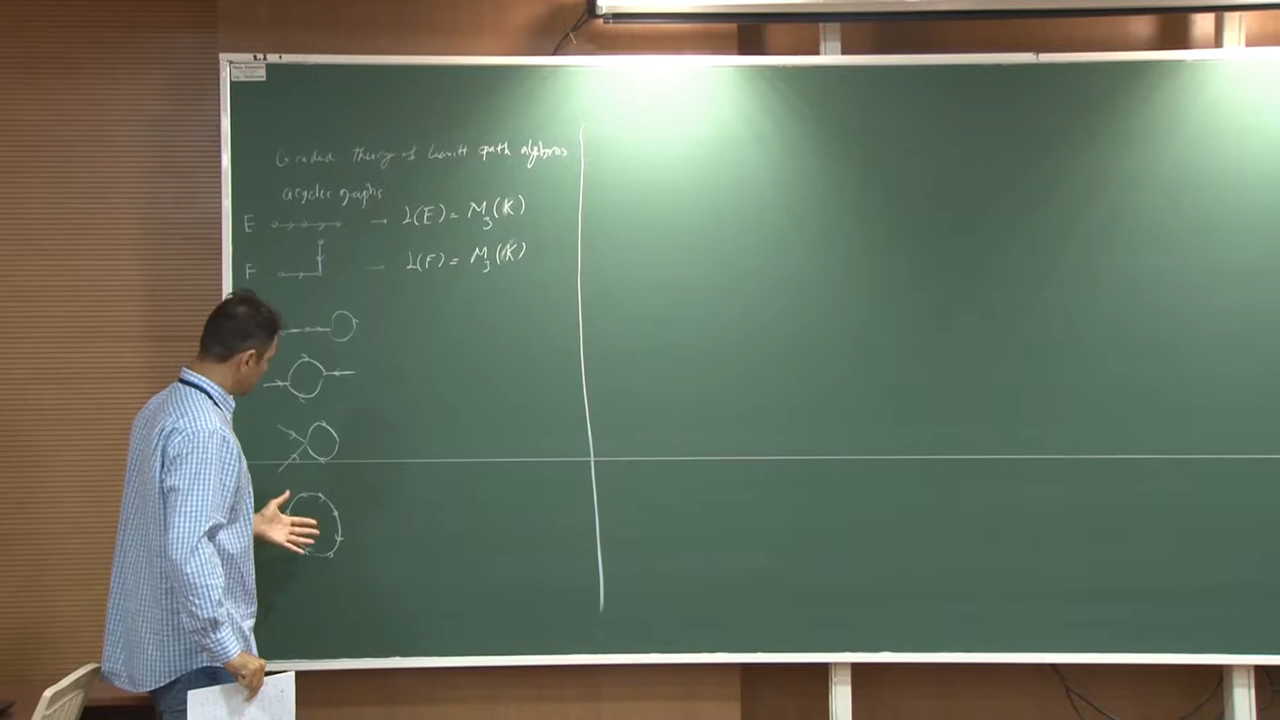 Graded theory of Leavitt path algebras
acyclic graphs
E → L(E) = M₃(K)
F → L(F) = M₃(K)